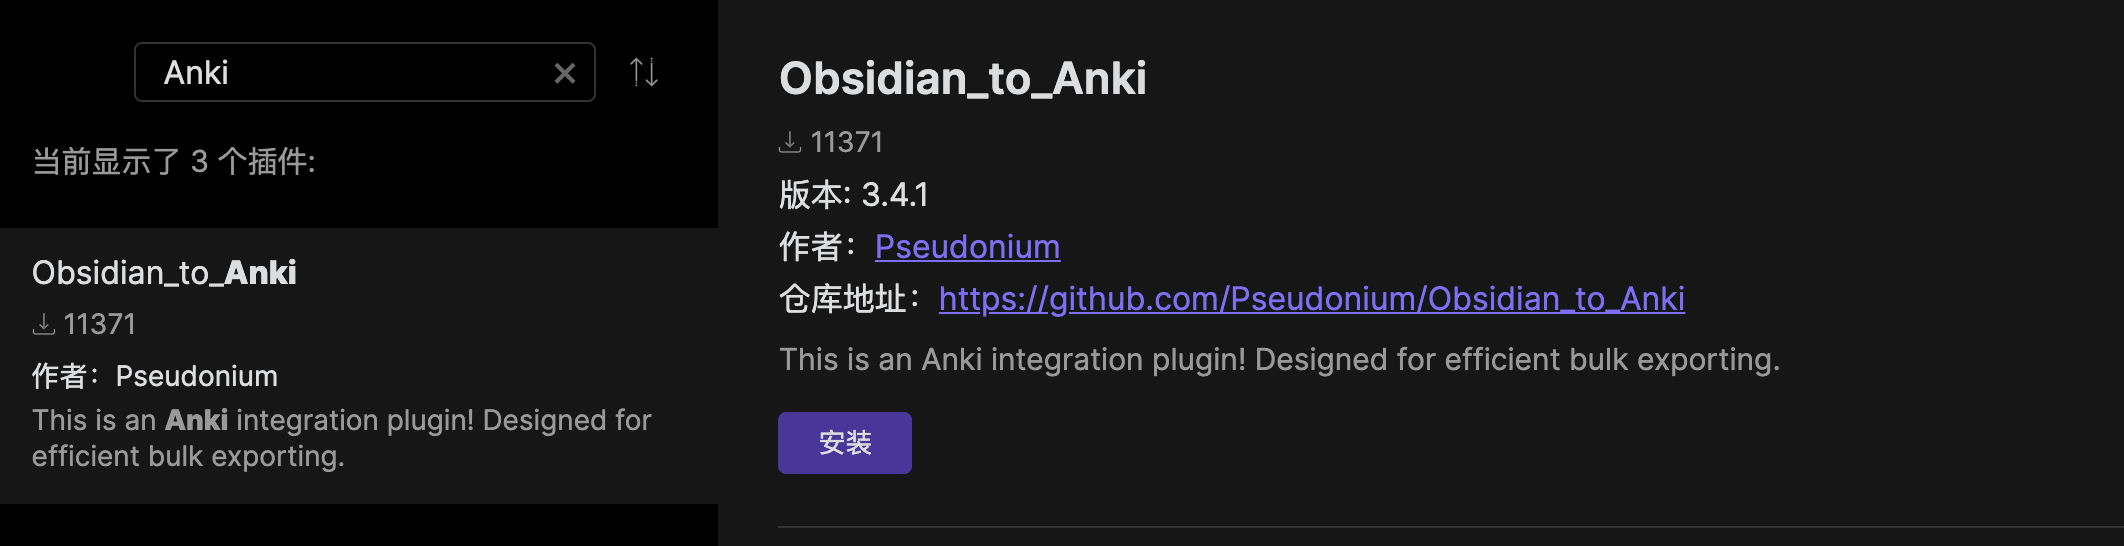 Anki
当前显示了 3 个插件:
Obsidian_to_Anki
11371
作者：Pseudonium
This is an Anki integration plugin! Designed for
efficient bulk exporting.
Obsidian_to_Anki
11371
版本: 3.4.1
作者：Pseudonium
仓库地址：https://github.com/Pseudonium/Obsidian_to_Anki
This is an Anki integration plugin! Designed for efficient bulk exporting.
安装